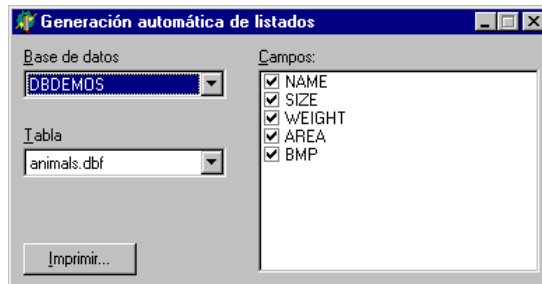 Generación automática de listados
Base de datos
DBDEMOS
Tabla
animals.dbf
Imprimir...
Campos:
NAME
SIZE
WEIGHT
AREA
BMP